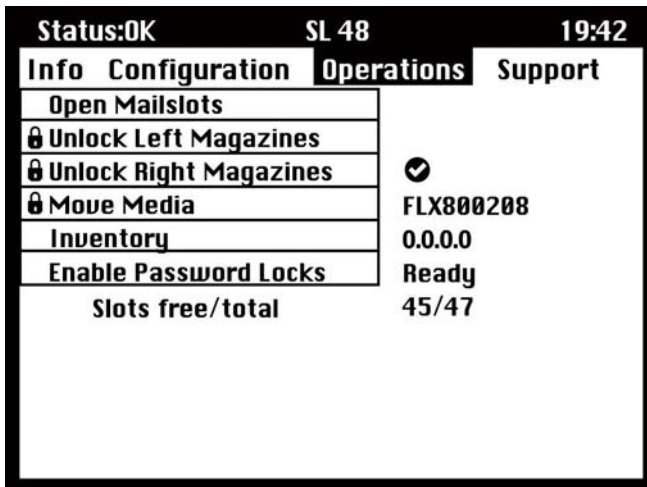 Status:OK SL 48 19:42
Info Configuration Operations Support
Open Mailslots
Unlock Left Magazines
Unlock Right Magazines
Move Media FLX800208
Inventory 0.0.0.0
Enable Password Locks Ready
Slots free/total 45/47